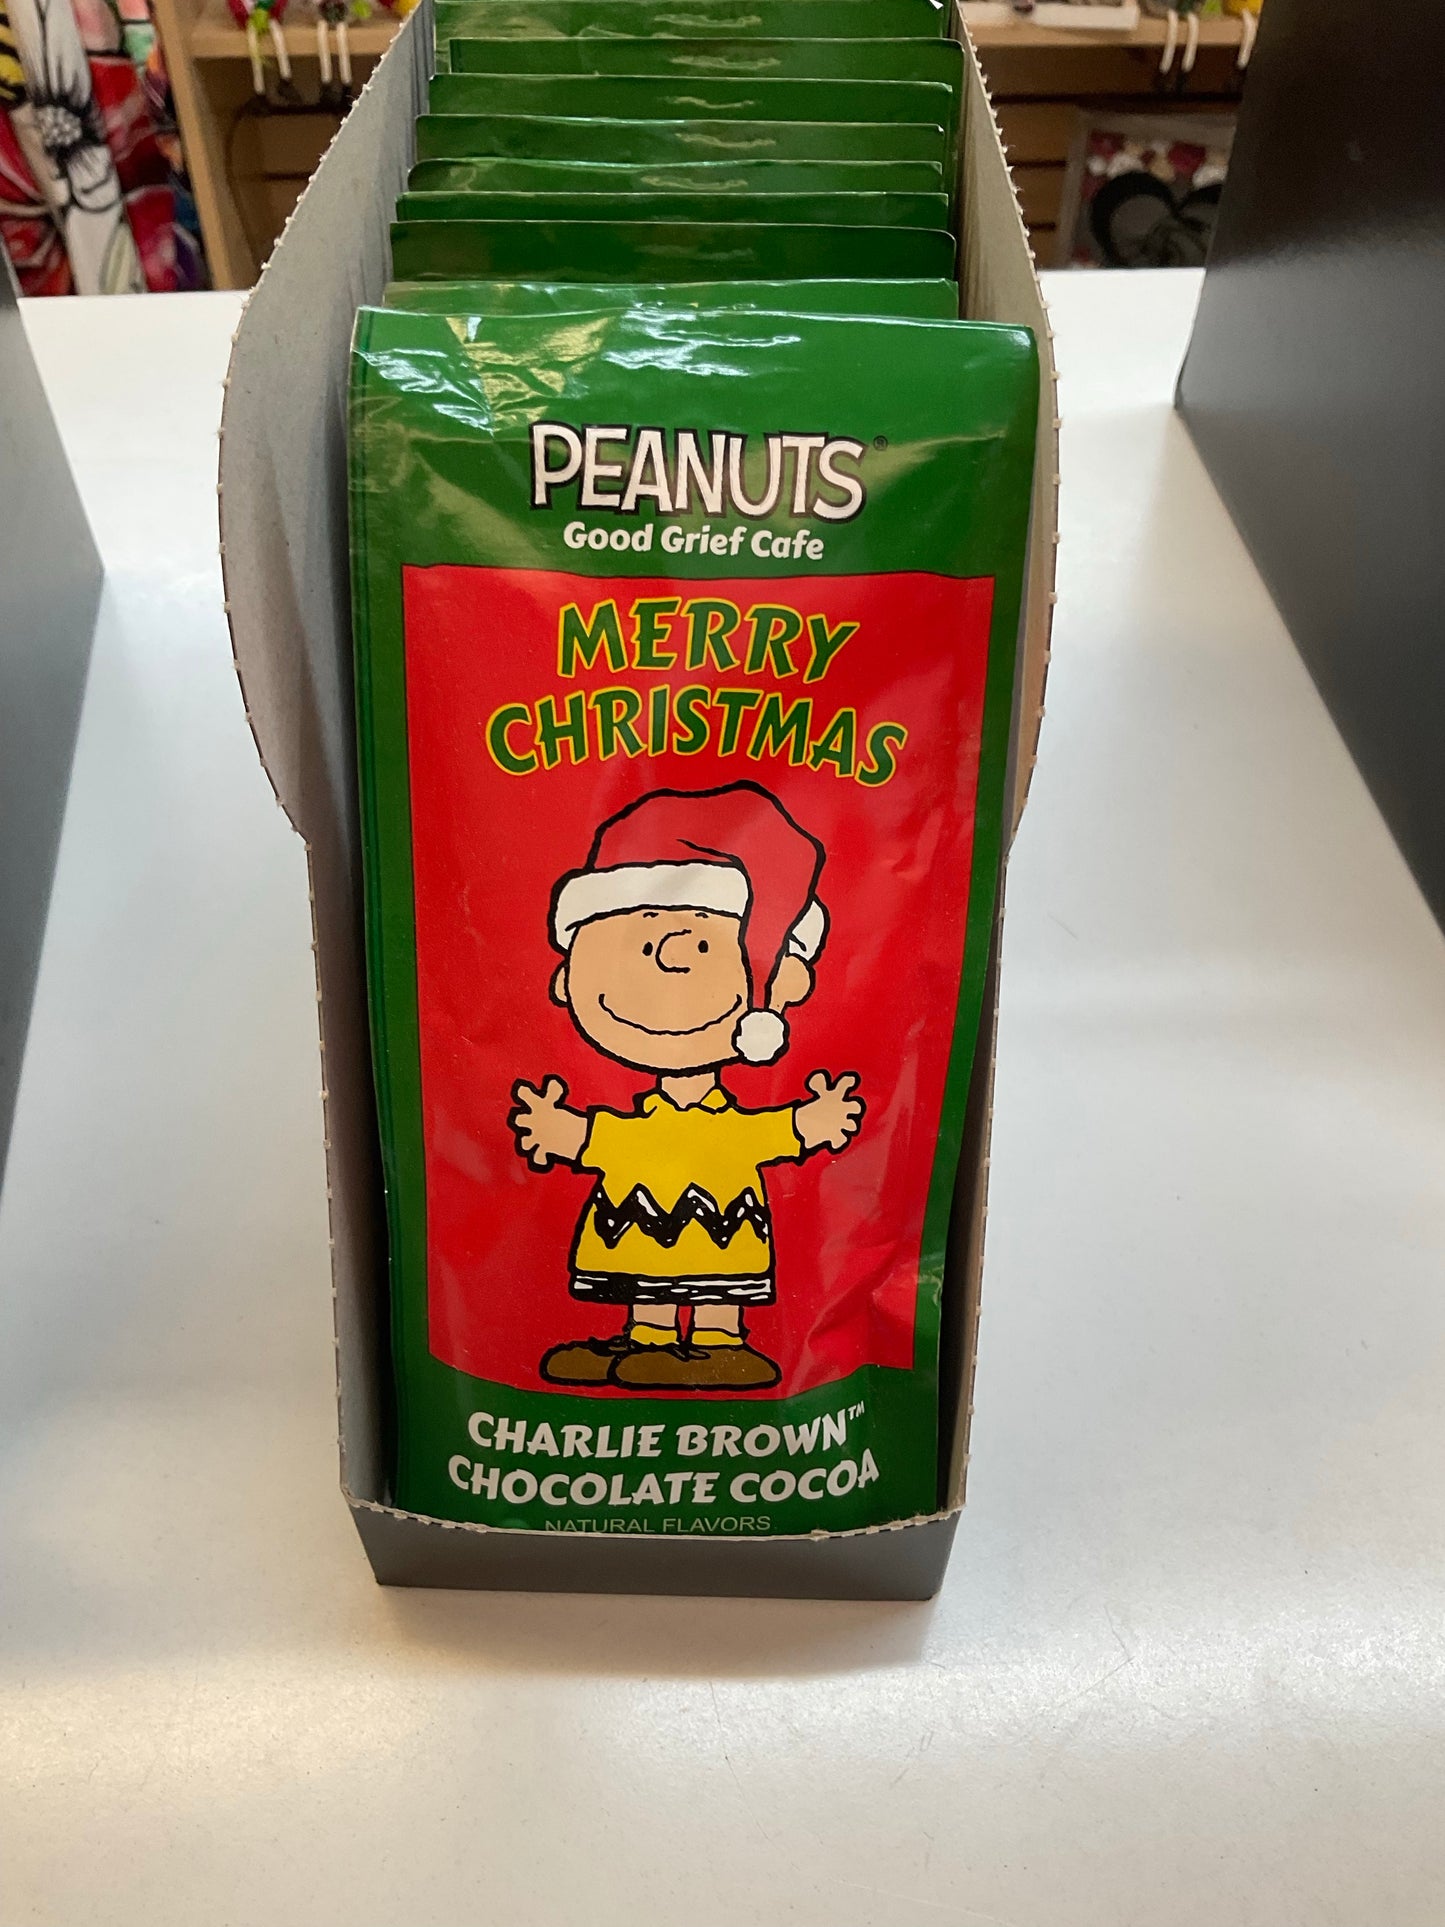 PEANUTS®
Good Grief Cafe
MERRY
CHRISTMAS
CHARLIE BROWN™
CHOCOLATE COCOA
NATURAL FLAVORS